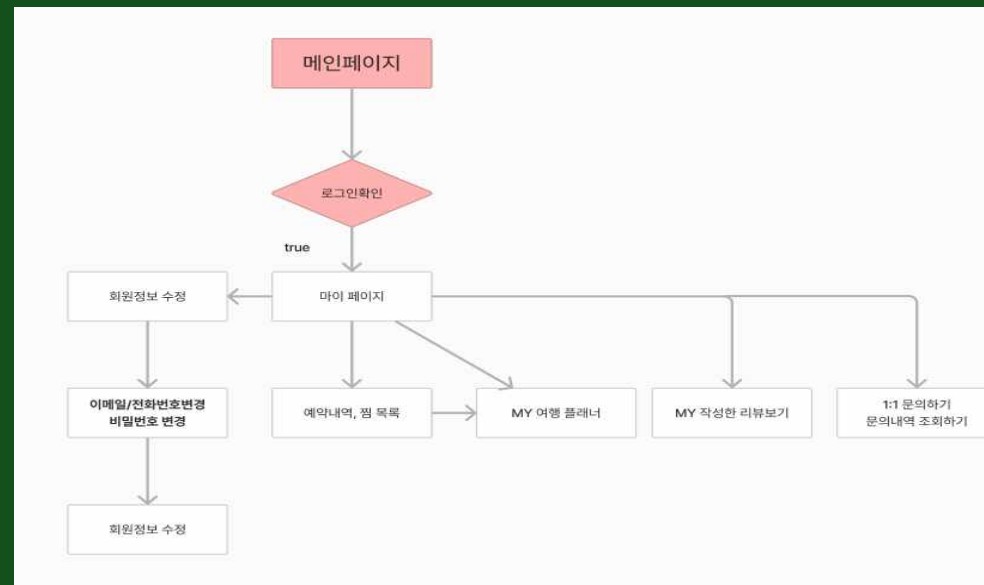 메인페이지
로그인확인
true
회원정보 수정
마이 페이지
이메일/전화번호변경
비밀번호 변경
예약내역, 찜 목록
MY 여행 플래너
MY 작성한 리뷰보기
1:1 문의하기
문의내역 조회하기
회원정보 수정